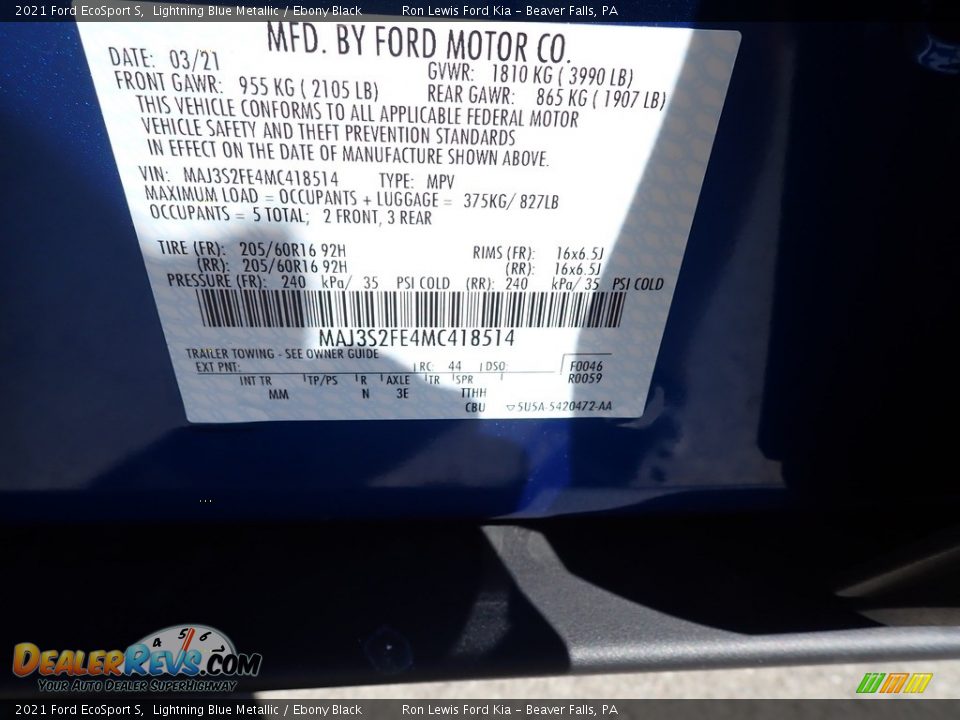 2021 Ford EcoSport S, Lightning Blue Metallic / Ebony Black Ron Lewis Ford Kia – Beaver Falls, PA
MFD. BY FORD MOTOR CO.
DATE: 03/21 GVWR: 1810 KG ( 3990 LB)
FRONT GAWR: 955 KG ( 2105 LB) REAR GAWR: 865 KG ( 1907 LB)
THIS VEHICLE CONFORMS TO ALL APPLICABLE FEDERAL MOTOR
VEHICLE SAFETY AND THEFT PREVENTION STANDARDS
IN EFFECT ON THE DATE OF MANUFACTURE SHOWN ABOVE.
VIN: MAJ3S2FE4MC418514 TYPE: MPV
MAXIMUM LOAD = OCCUPANTS + LUGGAGE = 375KG/ 827LB
OCCUPANTS = 5 TOTAL; 2 FRONT, 3 REAR
TIRE (FR): 205/60R16 92H RIMS (FR): 16x6.5J
(RR): 205/60R16 92H (RR): 16x6.5J
PRESSURE (FR): 240 kPa/ 35 PSI COLD (RR): 240 kPa/ 35 PSI COLD
MAJ3S2FE4MC418514
TRAILER TOWING - SEE OWNER GUIDE
EXT PNT: RC: 44 DSO: F0046
R0059
INT TR TP/PS R AXLE TR SPR
MM N 3E TTHH
CBU 5U5A-5420472-AA
4 5 6
DealerRevs.com
Your Auto Dealer SuperHighway
2021 Ford EcoSport S, Lightning Blue Metallic / Ebony Black Ron Lewis Ford Kia – Beaver Falls, PA